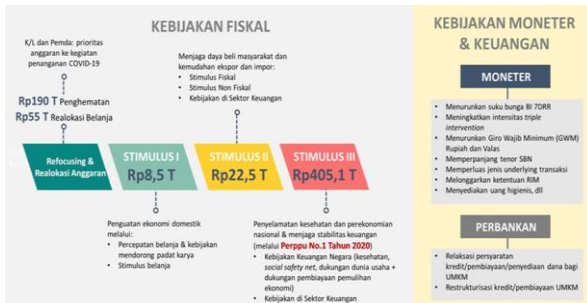 KEBIJAKAN FISKAL
K/L dan Pemda: prioritas
anggaran ke kegiatan
penanganan COVID-19
Rp190 T Penghematan
Rp55 T Realokasi Belanja
Menjaga daya beli masyarakat dan
kemudahan ekspor dan impor:
• Stimulus Fiskal
• Stimulus Non Fiskal
• Kebijakan di Sektor Keuangan
Refocusing &
Realokasi Anggaran
STIMULUS I
Rp8,5 T
STIMULUS II
Rp22,5 T
STIMULUS III
Rp405,1 T
Penguatan ekonomi domestik
melalui:
• Percepatan belanja & kebijakan
mendorong padat karya
• Stimulus belanja
Penyelamatan kesehatan dan perekonomian
nasional & menjaga stabilitas keuangan
(melalui Perppu No.1 Tahun 2020)
• Kebijakan Keuangan Negara (kesehatan,
social safety net, dukungan dunia usaha +
dukungan pembiayaan pemulihan
ekonomi)
• Kebijakan di Sektor Keuangan
KEBIJAKAN MONETER
& KEUANGAN
MONETER
• Menurunkan suku bunga BI 7DRR
• Meningkatkan intensitas triple
intervention
• Menurunkan Giro Wajib Minimum (GWM)
Rupiah dan Valas
• Memperpanjang tenor SBN
• Memperluas jenis underlying transaksi
• Melonggarkan ketentuan RIM
• Menyediakan uang higienis, dll
PERBANKAN
• Relaksasi persyaratan
kredit/pembiayaan/penyediaan dana bagi
UMKM
• Restrukturisasi kredit/pembiayaan UMKM